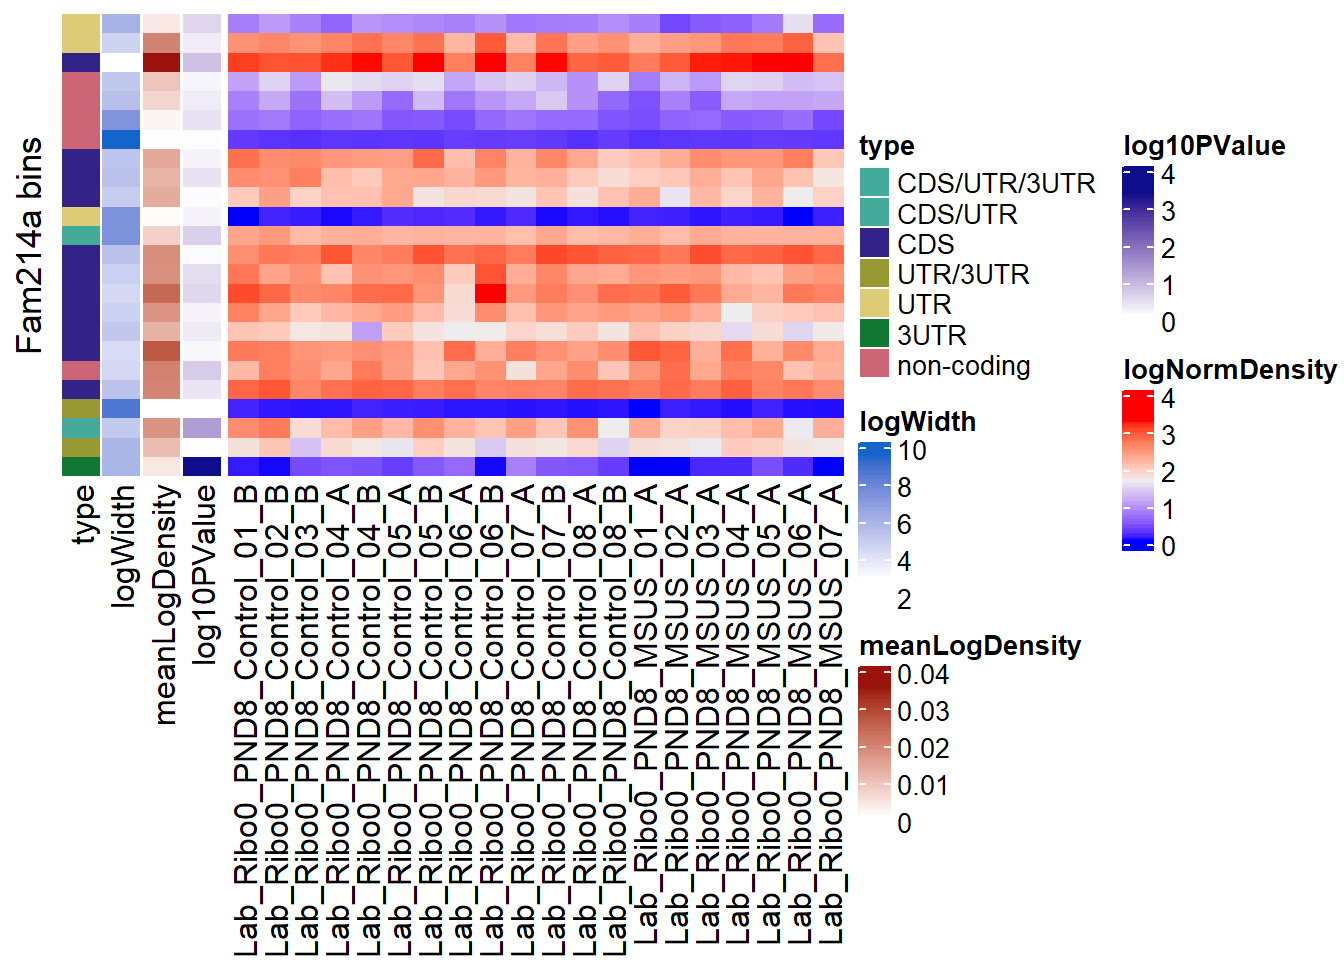 Fam214a bins
type
logWidth
meanLogDensity
log10PValue
Lab_Ribo0_PND8_Control_01_B
Lab_Ribo0_PND8_Control_02_B
Lab_Ribo0_PND8_Control_03_B
Lab_Ribo0_PND8_Control_04_A
Lab_Ribo0_PND8_Control_04_B
Lab_Ribo0_PND8_Control_05_A
Lab_Ribo0_PND8_Control_05_B
Lab_Ribo0_PND8_Control_06_A
Lab_Ribo0_PND8_Control_06_B
Lab_Ribo0_PND8_Control_07_A
Lab_Ribo0_PND8_Control_07_B
Lab_Ribo0_PND8_Control_08_A
Lab_Ribo0_PND8_Control_08_B
Lab_Ribo0_PND8_MSUS_01_A
Lab_Ribo0_PND8_MSUS_02_A
Lab_Ribo0_PND8_MSUS_03_A
Lab_Ribo0_PND8_MSUS_04_A
Lab_Ribo0_PND8_MSUS_05_A
Lab_Ribo0_PND8_MSUS_06_A
Lab_Ribo0_PND8_MSUS_07_A
type
CDS/UTR/3UTR
CDS/UTR
CDS
UTR/3UTR
UTR
3UTR
non-coding
logWidth
10
8
6
4
2
meanLogDensity
0.04
0.03
0.02
0.01
0
log10PValue
4
3
2
1
0
logNormDensity
4
3
2
1
0